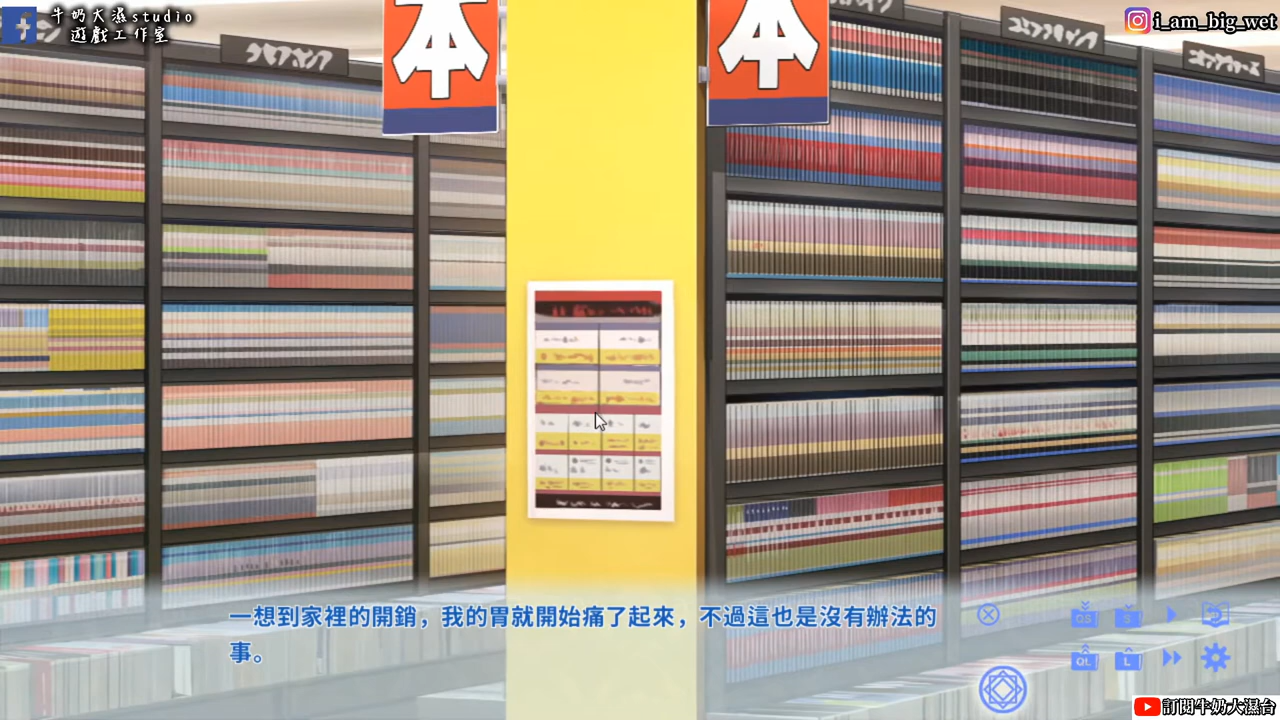 牛奶大濕studio
遊戲工作室
本
本
i_am_big_wet
一想到家裡的開銷，我的胃就開始痛了起來，不過這也是沒有辦法的
事。
QS
S
QL
L
訂閱牛奶大濕台